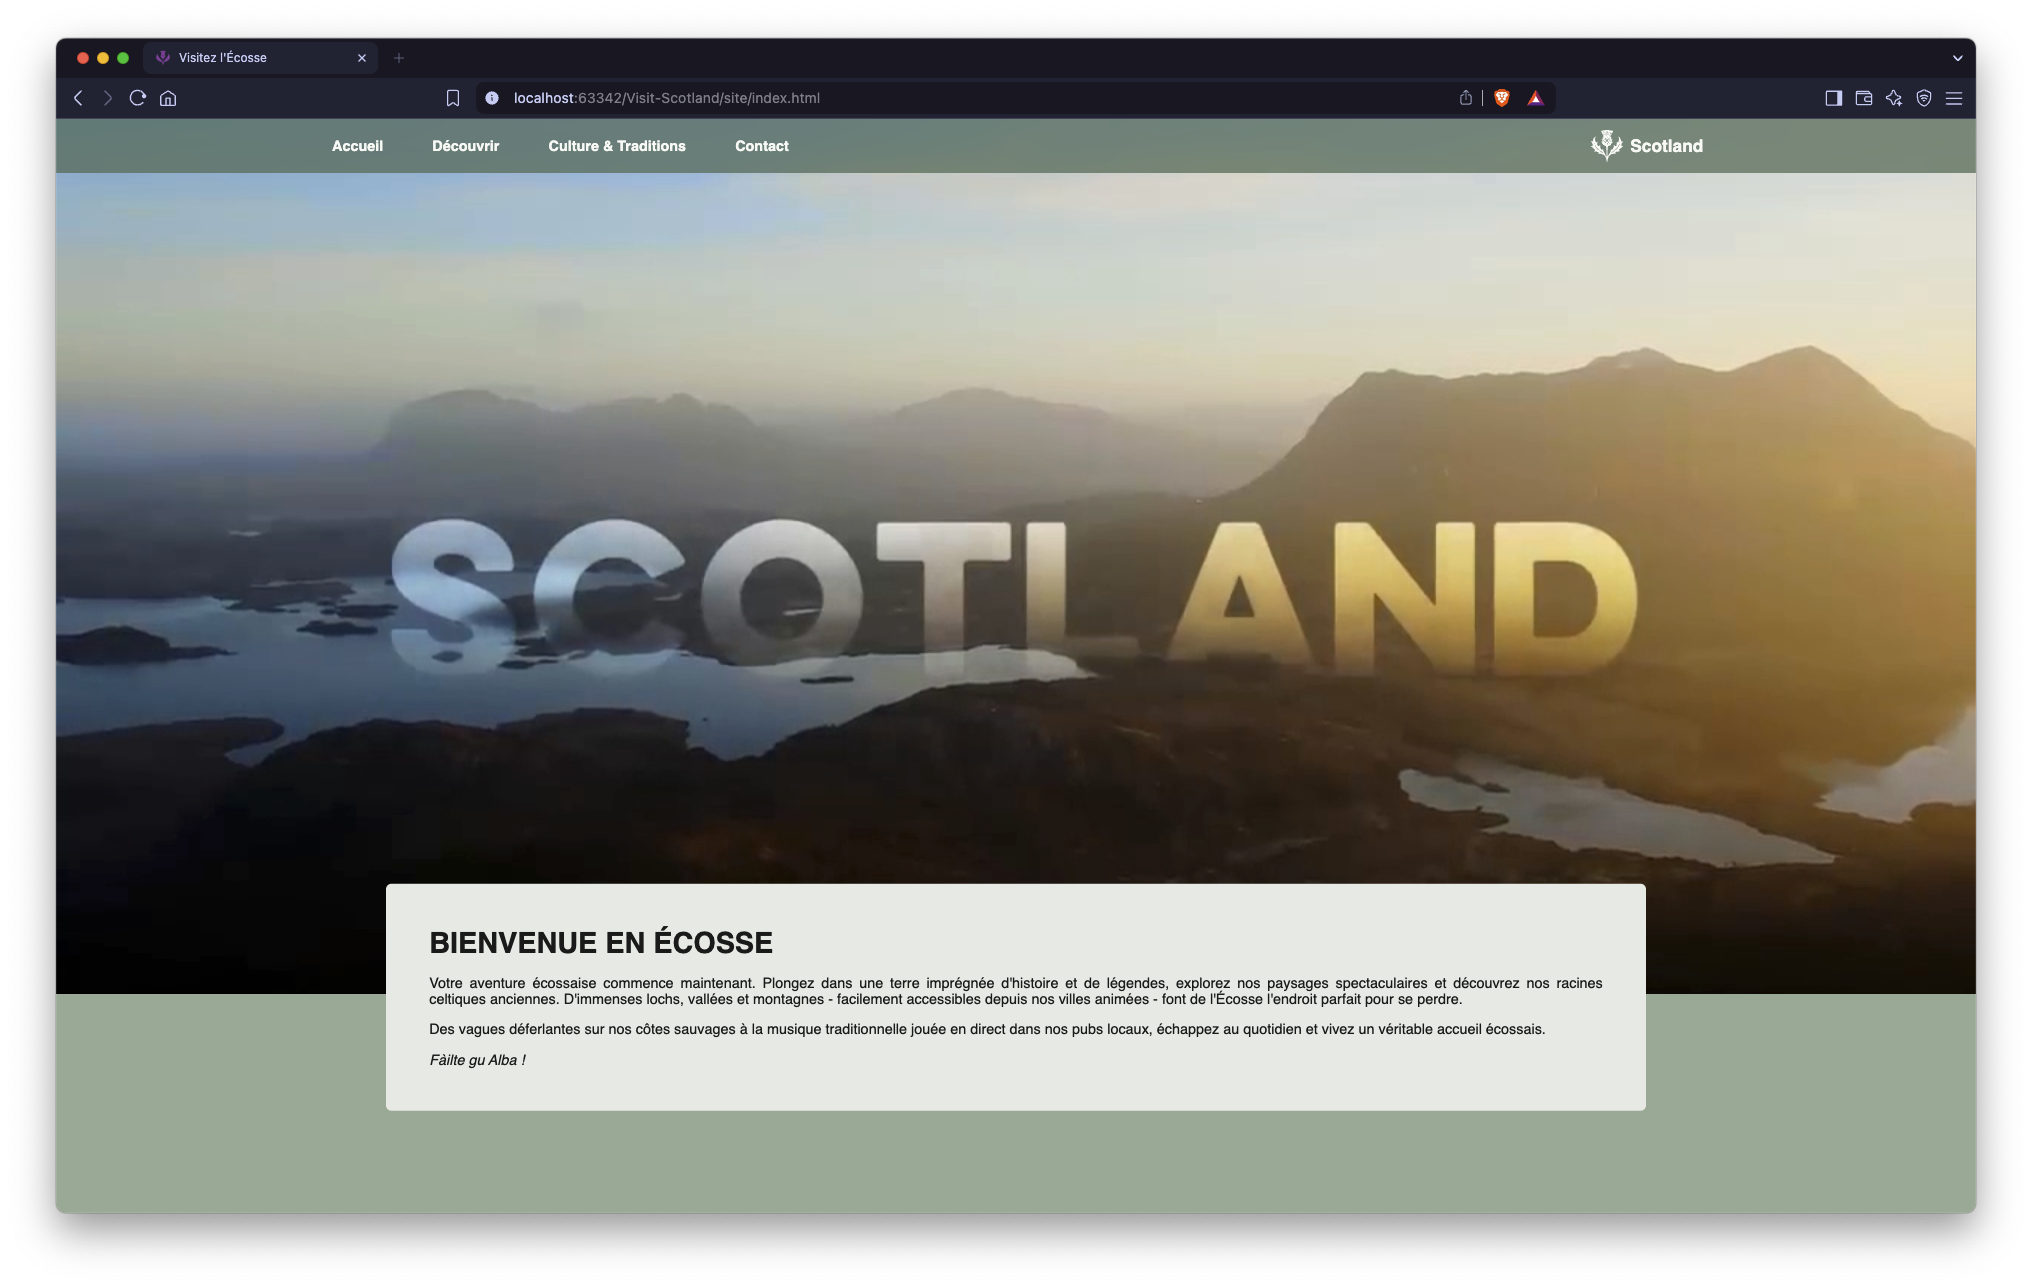 Visitez l'Écosse
localhost:63342/Visit-Scotland/site/index.html
Accueil Découvrir Culture & Traditions Contact Scotland
SCOTLAND
BIENVENUE EN ÉCOSSE
Votre aventure écossaise commence maintenant. Plongez dans une terre imprégnée d'histoire et de légendes, explorez nos paysages spectaculaires et découvrez nos racines
celtiques anciennes. D'immenses lochs, vallées et montagnes - facilement accessibles depuis nos villes animées - font de l'Écosse l'endroit parfait pour se perdre.
Des vagues déferlantes sur nos côtes sauvages à la musique traditionnelle jouée en direct dans nos pubs locaux, échappez au quotidien et vivez un véritable accueil écossais.
Fàilte gu Alba !